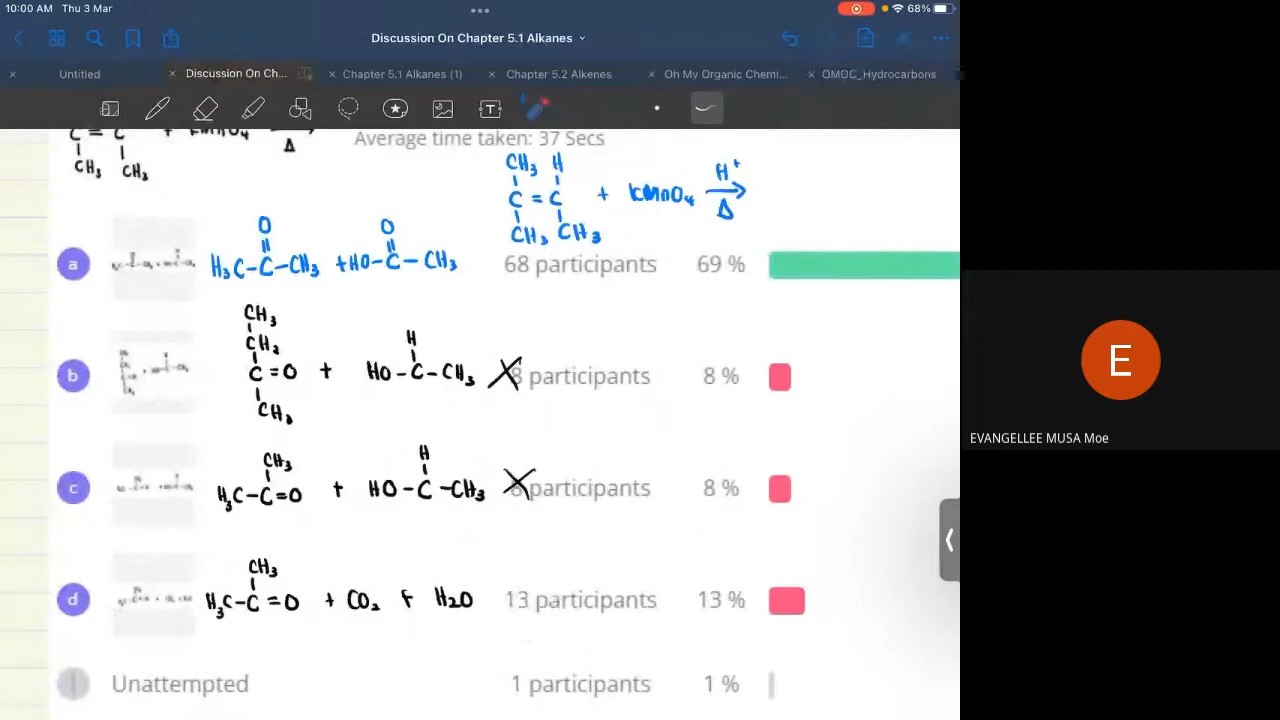 10:00 AM Thu 3 Mar
68%
Discussion On Chapter 5.1 Alkanes
Untitled
Discussion On Ch...
Chapter 5.1 Alkanes (1)
Chapter 5.2 Alkenes
Oh My Organic Chemi...
OMOC_Hydrocarbons
C = C + KMnO4
Δ
CH3 CH3
Average time taken: 37 Secs
CH3 H
C = C + KMnO4 H+
Δ
CH3 CH3
a
O O
H3C-C-CH3 + HO-C-CH3
68 participants 69 %
b
CH3
CH2
C=O + HO-C-CH3
H
CH3
participants 8 %
c
CH3 H
H3C-C=O + HO-C-CH3
participants 8 %
d
CH3
H3C-C=O + CO2 + H2O
13 participants 13 %
Unattempted 1 participants 1 %
E
EVANGELLEE MUSA Moe